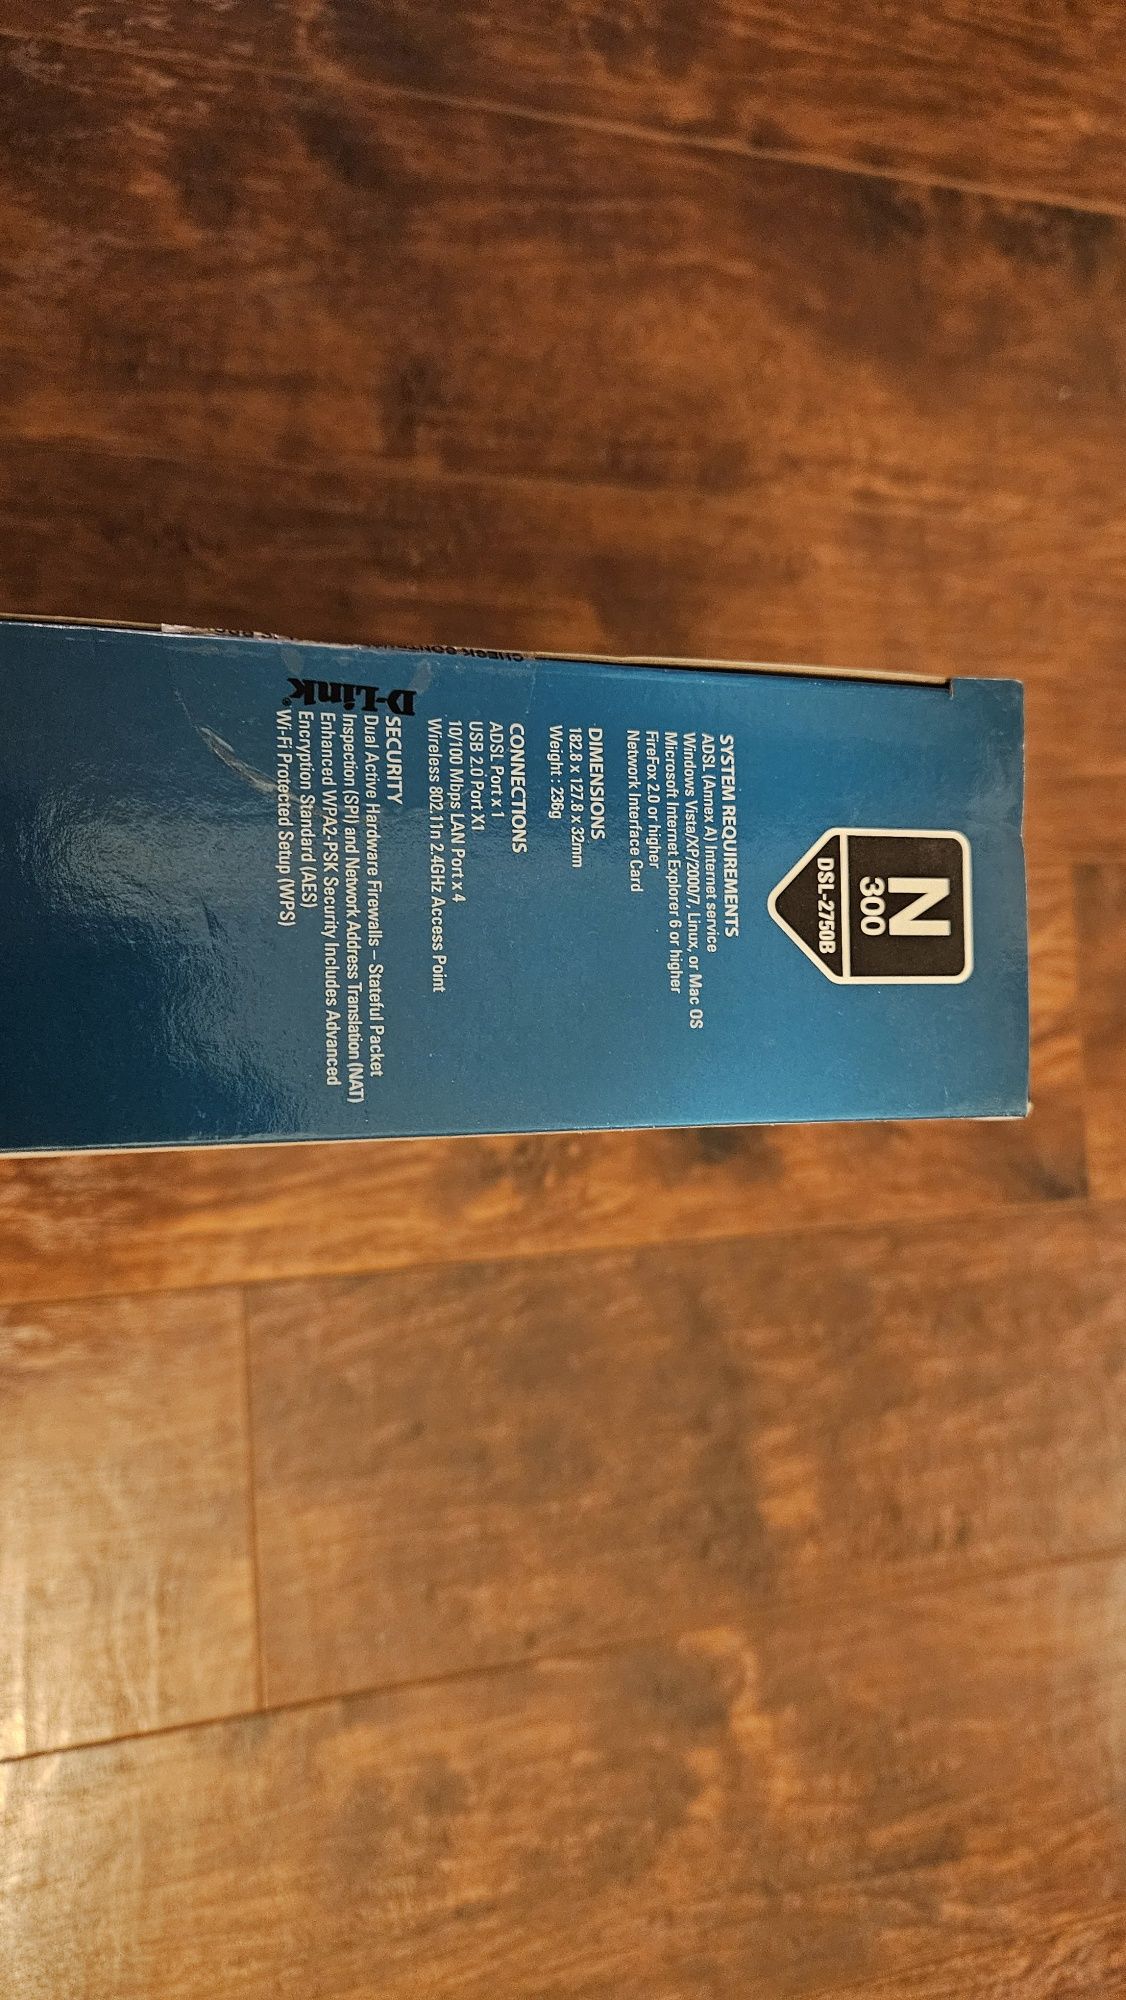 N
300
DSL-2750B
SYSTEM REQUIREMENTS
ADSL (Annex A) Internet service
Windows Vista/XP/2000/7, Linux, or Mac OS
Microsoft Internet Explorer 6 or higher
FireFox 2.0 or higher
Network Interface Card
DIMENSIONS
182.8 x 127.8 x 32mm
Weight : 236g
CONNECTIONS
ADSL Port x 1
USB 2.0 Port X1
10/100 Mbps LAN Port x 4
Wireless 802.11n 2.4GHz Access Point
SECURITY
Dual Active Hardware Firewalls – Stateful Packet
Inspection (SPI) and Network Address Translation (NAT)
Enhanced WPA2-PSK Security Includes Advanced
Encryption Standard (AES)
Wi-Fi Protected Setup (WPS)
D-Link
CHECK